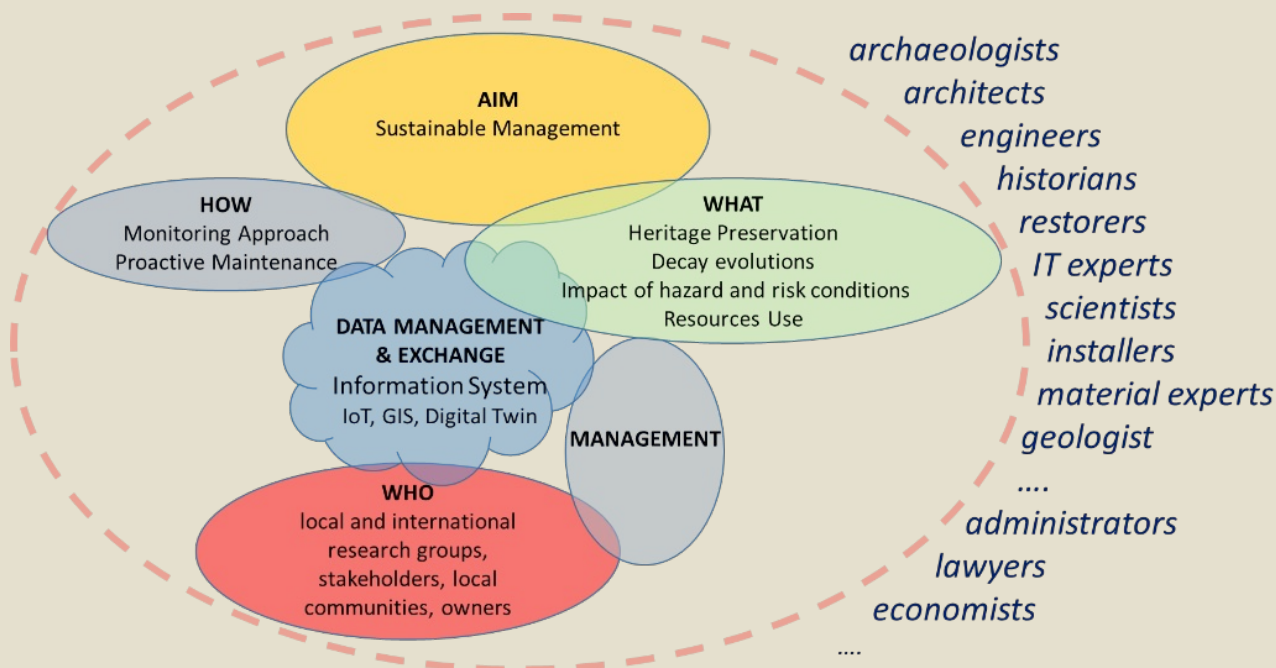 AIM
Sustainable Management
HOW
Monitoring Approach
Proactive Maintenance
WHAT
Heritage Preservation
Decay evolutions
Impact of hazard and risk conditions
Resources Use
DATA MANAGEMENT
& EXCHANGE
Information System
IoT, GIS, Digital Twin
MANAGEMENT
WHO
local and international
research groups,
stakeholders, local
communities, owners
archaeologists
architects
engineers
historians
restorers
IT experts
scientists
installers
material experts
geologist
....
administrators
lawyers
economists
....